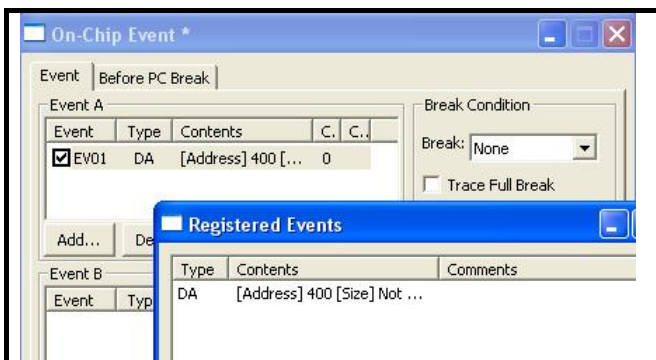 On-Chip Event *
Event Before PC Break
Event A
Event Type Contents C. C..
EV01 DA [Address] 400 [... 0
Break Condition
Break: None
Trace Full Break
Add... De
Registered Events
Type Contents Comments
DA [Address] 400 [Size] Not ...
Event B
Event Typ